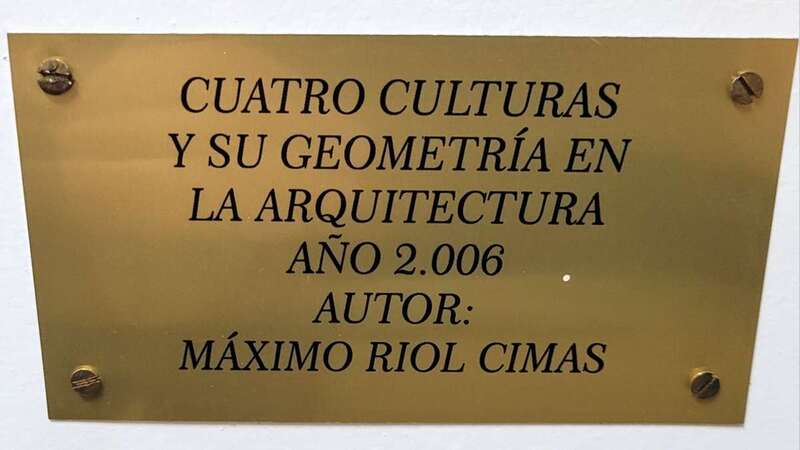 CUATRO CULTURAS
Y SU GEOMETRÍA EN
LA ARQUITECTURA
AÑO 2.006
AUTOR:
MÁXIMO RIOL CIMAS